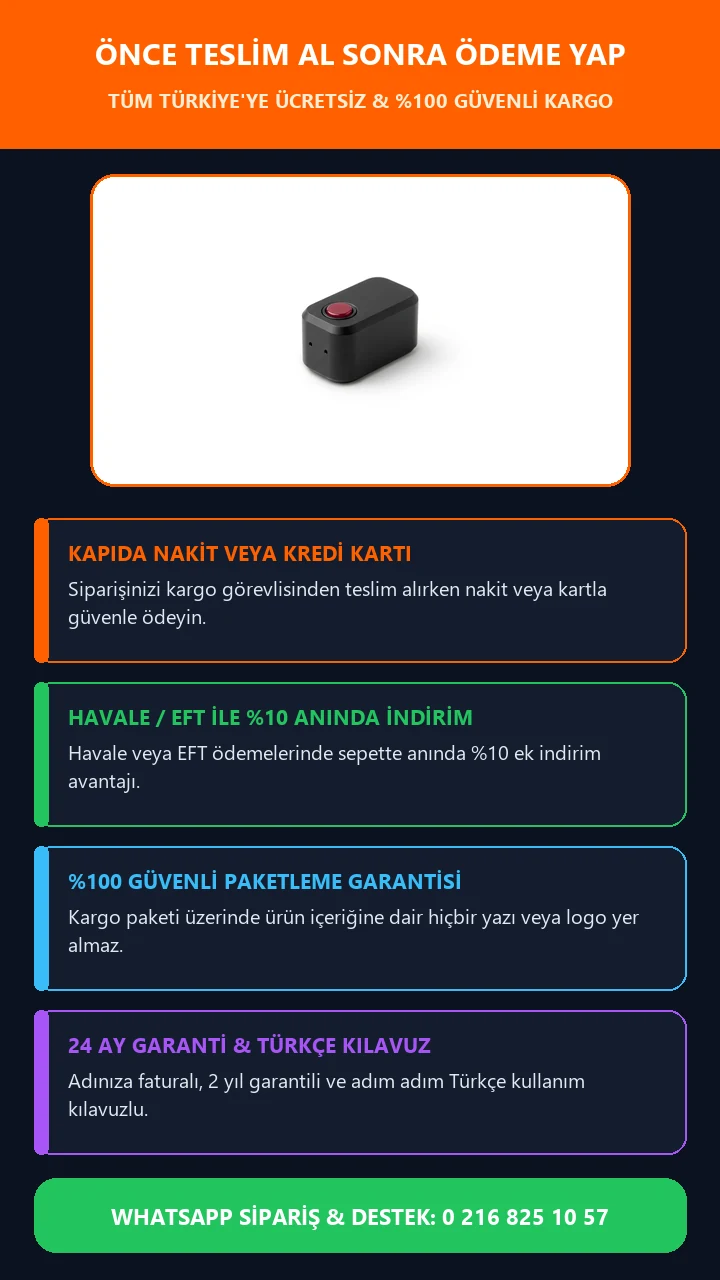 ÖNCE TESLİM AL SONRA ÖDEME YAP
TÜM TÜRKİYE'YE ÜCRETSİZ & %100 GÜVENLİ KARGO
KAPIDA NAKİT VEYA KREDİ KARTI
Siparişinizi kargo görevlisinden teslim alırken nakit veya kartla
güvenle ödeyin.
HAVALE / EFT İLE %10 ANINDA İNDİRİM
Havale veya EFT ödemelerinde sepette anında %10 ek indirim
avantajı.
%100 GÜVENLİ PAKETLEME GARANTİSİ
Kargo paketi üzerinde ürün içeriğine dair hiçbir yazı veya logo yer
almaz.
24 AY GARANTİ & TÜRKÇE KILAVUZ
Adınıza faturalı, 2 yıl garantili ve adım adım Türkçe kullanım
kılavuzlu.
WHATSAPP SİPARİŞ & DESTEK: 0 216 825 10 57